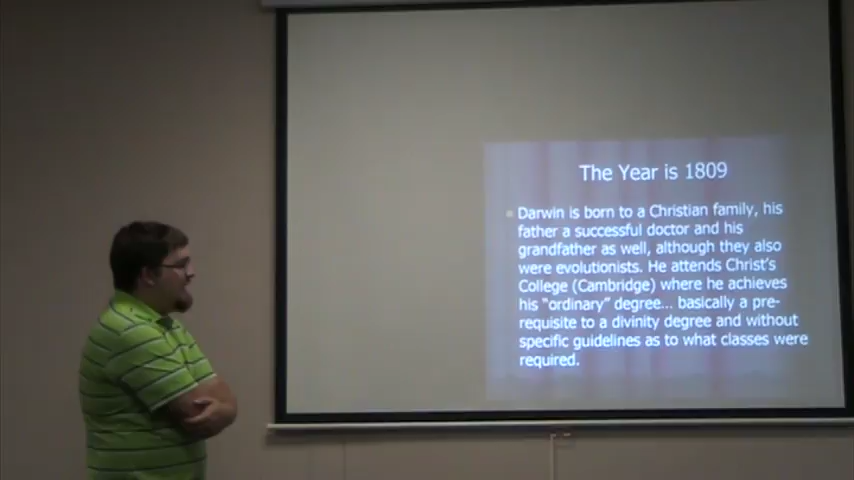 The Year is 1809
Darwin is born to a Christian family, his
father a successful doctor and his
grandfather as well, although they also
were evolutionists. He attends Christ's
College (Cambridge) where he achieves
his "ordinary" degree... basically a pre-
requisite to a divinity degree and without
specific guidelines as to what classes were
required.